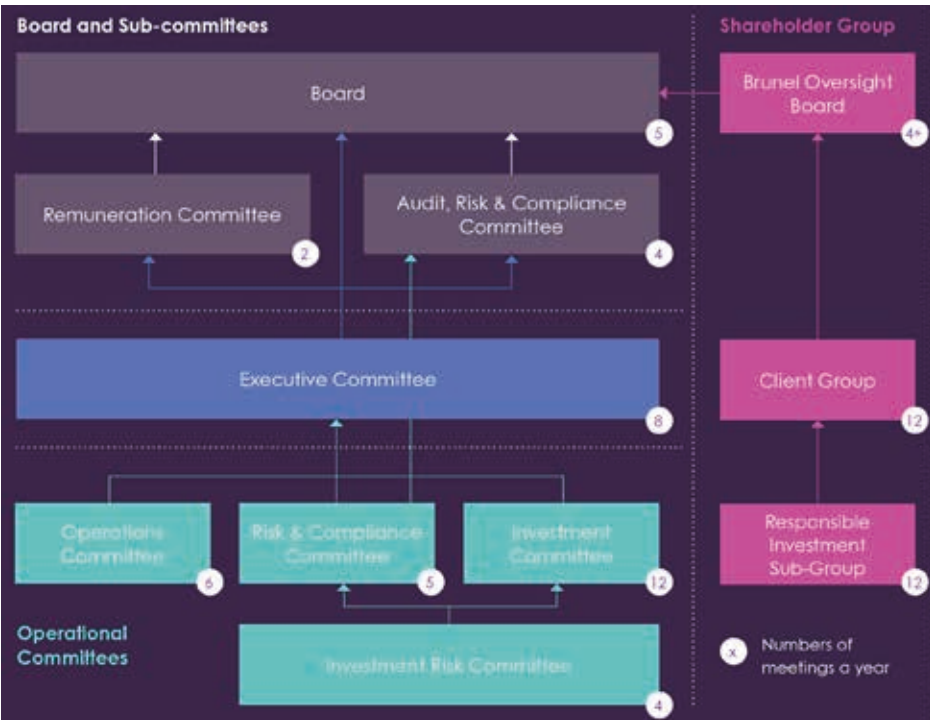 Board and Sub-committees
Shareholder Group
Board
5
Brunel Oversight
Board
4+
Remuneration Committee
2
Audit, Risk & Compliance
Committee
4
Executive Committee
8
Client Group
12
Operations
Committee
6
Risk & Compliance
Committee
5
Investment
Committee
12
Responsible
Investment
Sub-Group
12
Operational
Committees
Investment Risk Committee
4
x
Numbers of
meetings a year